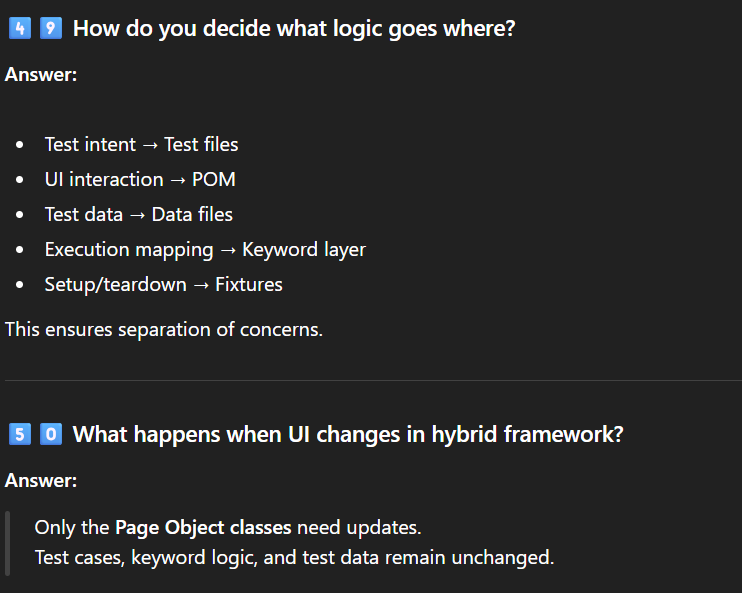 4️⃣ 9️⃣ How do you decide what logic goes where?
Answer:
• Test intent → Test files
• UI interaction → POM
• Test data → Data files
• Execution mapping → Keyword layer
• Setup/teardown → Fixtures
This ensures separation of concerns.
5️⃣ 0️⃣ What happens when UI changes in hybrid framework?
Answer:
Only the Page Object classes need updates.
Test cases, keyword logic, and test data remain unchanged.